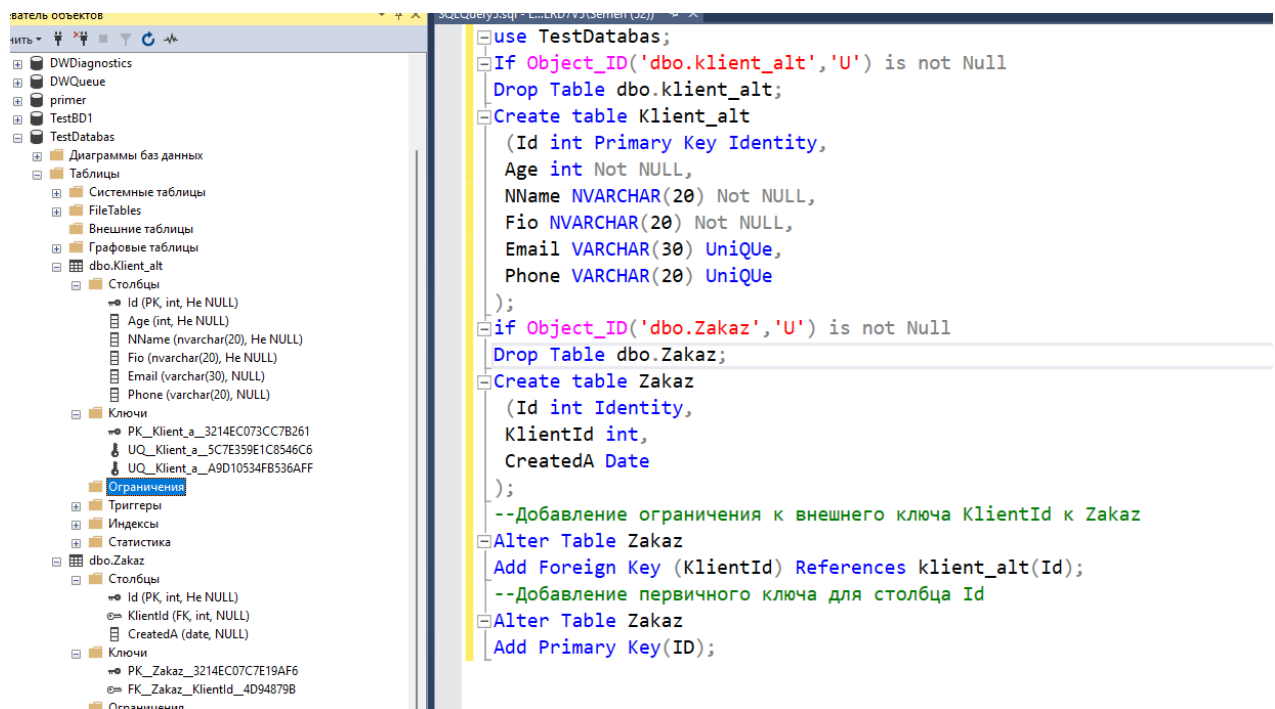 ватель объектов
нить
DWDiagnostics
DWQueue
primer
TestBD1
TestDatabas
Диаграммы баз данных
Таблицы
Системные таблицы
FileTables
Внешние таблицы
Графовые таблицы
dbo.Klient_alt
Столбцы
Id (PK, int, Не NULL)
Age (int, Не NULL)
NName (nvarchar(20), Не NULL)
Fio (nvarchar(20), Не NULL)
Email (varchar(30), NULL)
Phone (varchar(20), NULL)
Ключи
PK__Klient_a__3214EC073CC7B261
UQ__Klient_a__5C7E359E1C8546C6
UQ__Klient_a__A9D10534FB536AFF
Ограничения
Триггеры
Индексы
Статистика
dbo.Zakaz
Столбцы
Id (PK, int, Не NULL)
KlientId (FK, int, NULL)
CreatedA (date, NULL)
Ключи
PK__Zakaz__3214EC07C7E19AF6
FK__Zakaz__KlientId__4D94879B
Ограничения
use TestDatabas;
If Object_ID('dbo.klient_alt','U') is not Null
Drop Table dbo.klient_alt;
Create table Klient_alt
(Id int Primary Key Identity,
Age int Not NULL,
NName NVARCHAR(20) Not NULL,
Fio NVARCHAR(20) Not NULL,
Email VARCHAR(30) UniQUe,
Phone VARCHAR(20) UniQUe
);
if Object_ID('dbo.Zakaz','U') is not Null
Drop Table dbo.Zakaz;
Create table Zakaz
(Id int Identity,
KlientId int,
CreatedA Date
);
--Добавление ограничения к внешнего ключа KlientId к Zakaz
Alter Table Zakaz
Add Foreign Key (KlientId) References klient_alt(Id);
--Добавление первичного ключа для столбца Id
Alter Table Zakaz
Add Primary Key(ID);